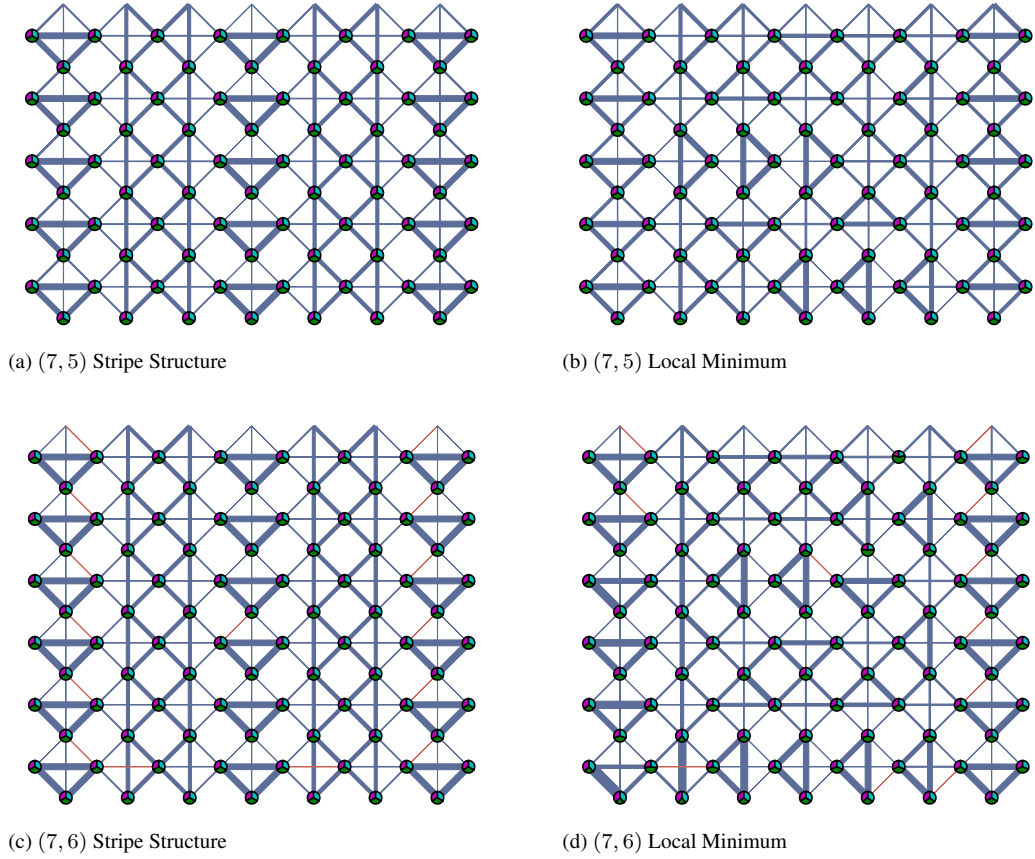 (a) (7, 5) Stripe Structure
(b) (7, 5) Local Minimum
(c) (7, 6) Stripe Structure
(d) (7, 6) Local Minimum